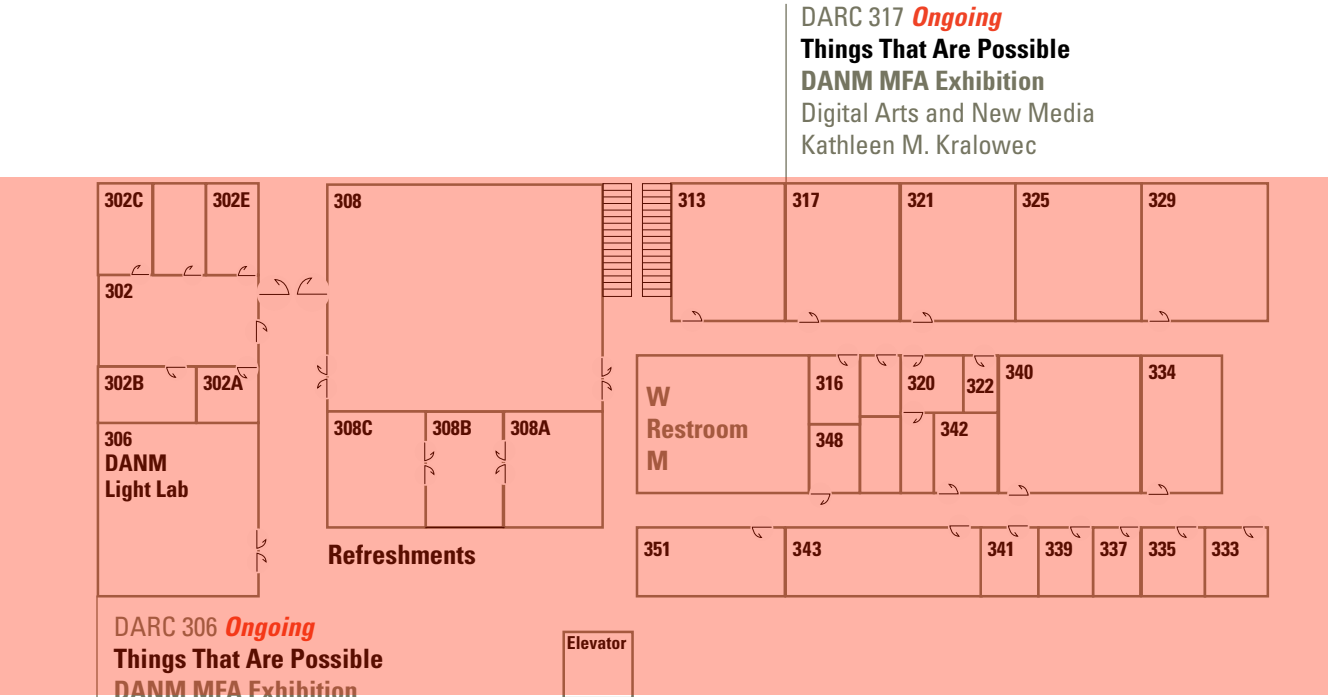 DARC 317 Ongoing
Things That Are Possible
DANM MFA Exhibition
Digital Arts and New Media
Kathleen M. Kralowec
302C
302E
308
313
317
321
325
329
302
302B
302A
316
320
322
340
334
W
Restroom
M
308C
308B
308A
348
342
306
DANM
Light Lab
Refreshments
351
343
341
339
337
335
333
DARC 306 Ongoing
Things That Are Possible
DANM MFA Exhibition
Elevator